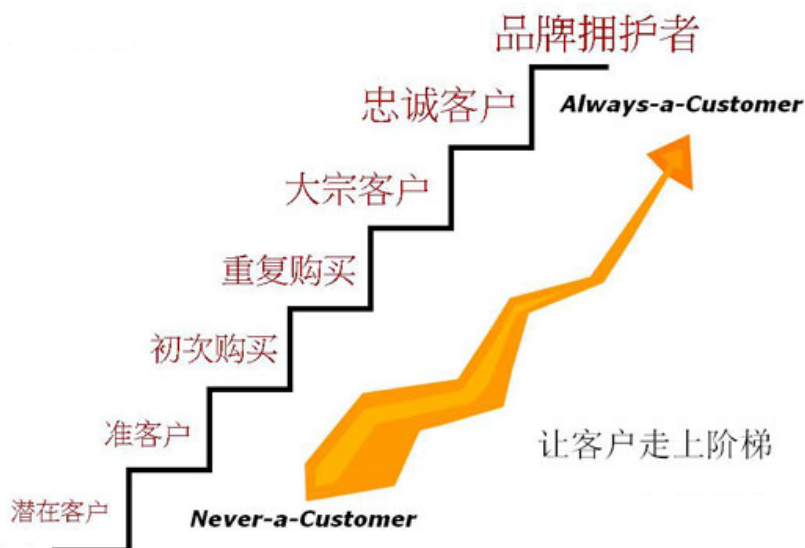 品牌拥护者
Always-a-Customer
忠诚客户
大宗客户
重复购买
初次购买
准客户
让客户走上阶梯
潜在客户
Never-a-Customer